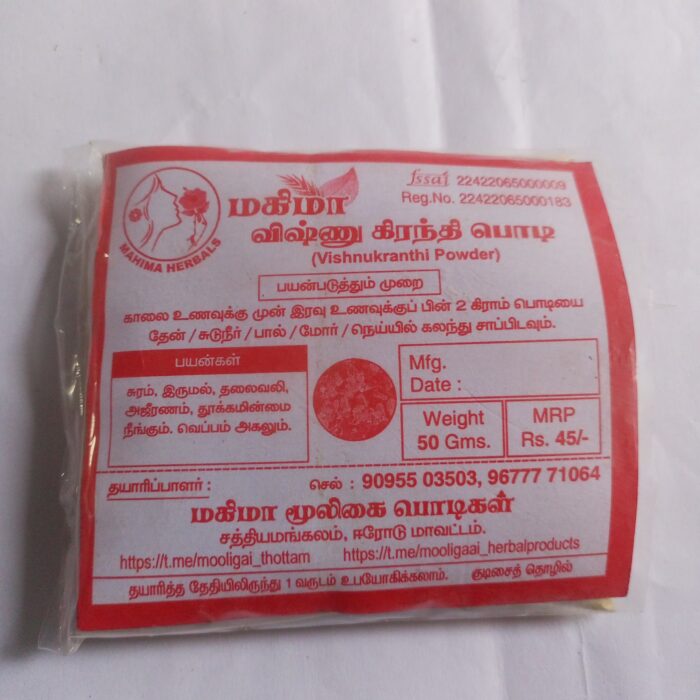 fssai 22422065000009
Reg.No. 22422065000183
MAHIMA HERBALS
மகிமா
விஷ்ணு கிரந்தி பொடி
(Vishnukranthi Powder)
பயன்படுத்தும் முறை
காலை உணவுக்கு முன் இரவு உணவுக்குப் பின் 2 கிராம் பொடியை
தேன் / சுடுநீர் / பால் / மோர் / நெய்யில் கலந்து சாப்பிடவும்.
பயன்கள்
சுரம், இருமல், தலைவலி,
அஜீரணம், தூக்கமின்மை
நீங்கும். வெப்பம் அகலும்.
Mfg.
Date :
Weight
50 Gms.
MRP
Rs. 45/-
தயாரிப்பாளர் :
செல் : 90955 03503, 96777 71064
மகிமா மூலிகை பொடிகள்
சத்தியமங்கலம், ஈரோடு மாவட்டம்.
https://t.me/mooligai_thottam https://t.me/mooligaai_herbalproducts
தயாரித்த தேதியிலிருந்து 1 வருடம் உபயோகிக்கலாம். குடிசைத் தொழில்